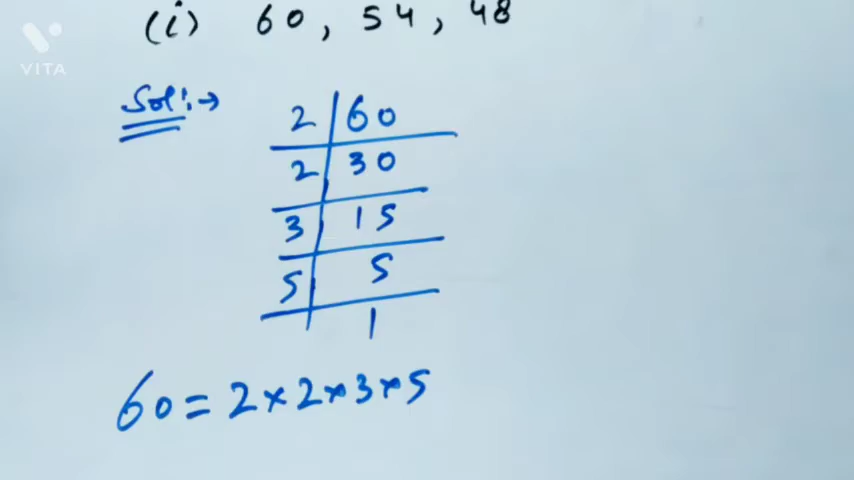 (i) 60, 54, 48
VITA
Sol:→
2 | 60
2 | 30
3 | 15
5 | 5
1
60 = 2 × 2 × 3 × 5